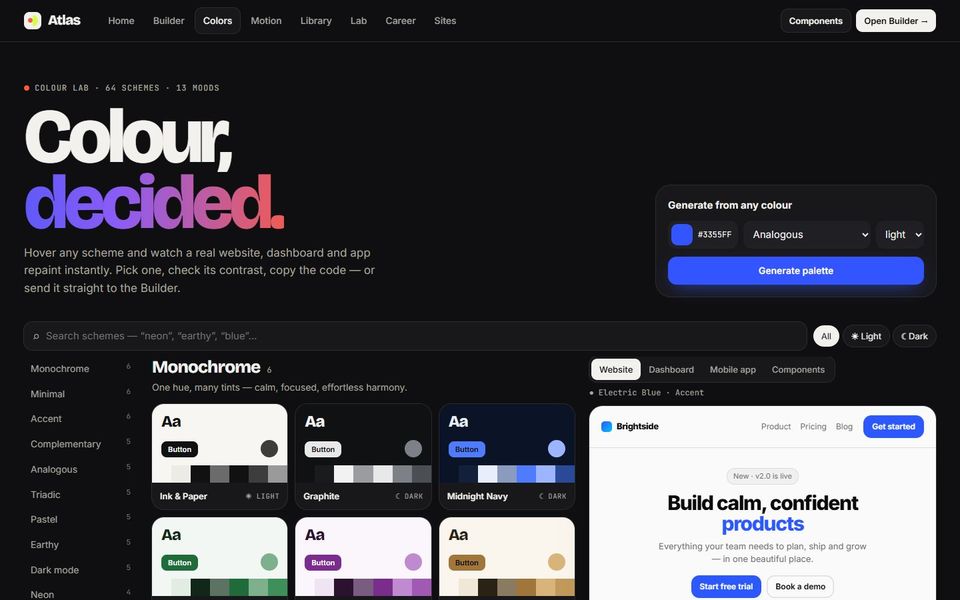 Atlas
Home Builder Colors Motion Library Lab Career Sites
Components Open Builder →
COLOUR LAB · 64 SCHEMES · 13 MOODS
Colour,
decided.
Hover any scheme and watch a real website, dashboard and app
repaint instantly. Pick one, check its contrast, copy the code — or
send it straight to the Builder.
Generate from any colour
#3355FF Analogous light
Generate palette
Search schemes — “neon”, “earthy”, “blue”…
All ☀ Light ☾ Dark
Monochrome 6
Minimal 6
Accent 6
Complementary 5
Analogous 5
Triadic 5
Pastel 5
Earthy 5
Dark mode 5
Neon 4
Monochrome 6
One hue, many tints — calm, focused, effortless harmony.
Aa
Button
Ink & Paper ☀ LIGHT
Aa
Button
Graphite ☾ DARK
Aa
Button
Midnight Navy ☾ DARK
Aa
Button
Aa
Button
Aa
Button
Website Dashboard Mobile app Components
Electric Blue · Accent
Brightside
Product Pricing Blog Get started
New · v2.0 is live
Build calm, confident
products
Everything your team needs to plan, ship and grow
— in one beautiful place.
Start free trial Book a demo